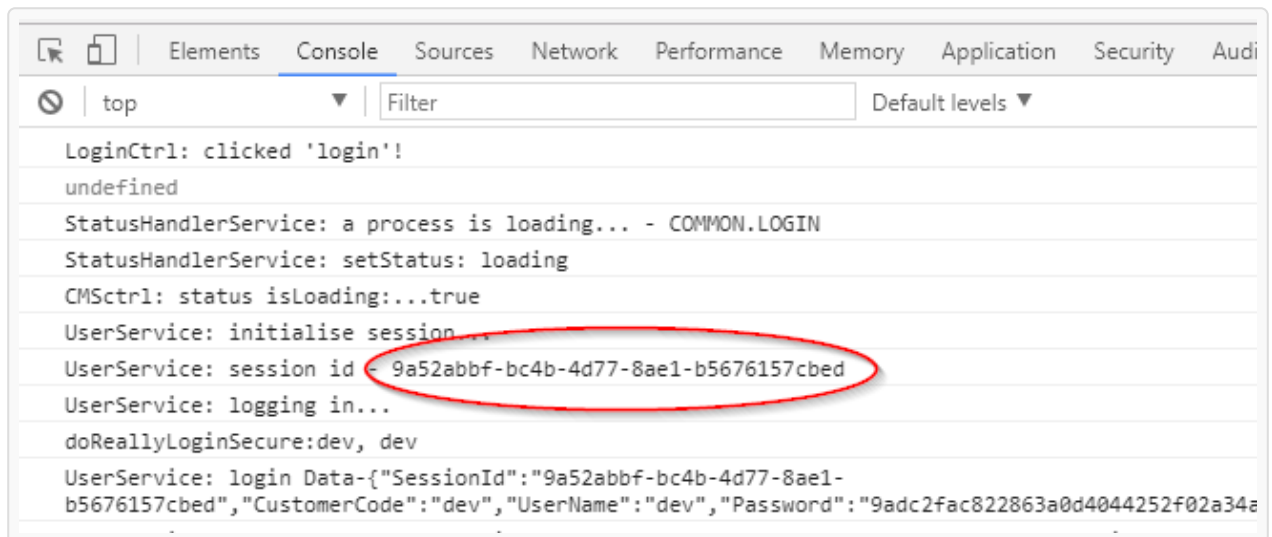 Elements Console Sources Network Performance Memory Application Security Audi
top Filter Default levels
LoginCtrl: clicked 'login'!
undefined
StatusHandlerService: a process is loading... - COMMON.LOGIN
StatusHandlerService: setStatus: loading
CMSctrl: status isLoading:...true
UserService: initialise session...
UserService: session id - 9a52abbf-bc4b-4d77-8ae1-b5676157cbed
UserService: logging in...
doReallyLoginSecure:dev, dev
UserService: login Data-{"SessionId":"9a52abbf-bc4b-4d77-8ae1-
b5676157cbed","CustomerCode":"dev","UserName":"dev","Password":"9adc2fac822863a0d4044252f02a34a